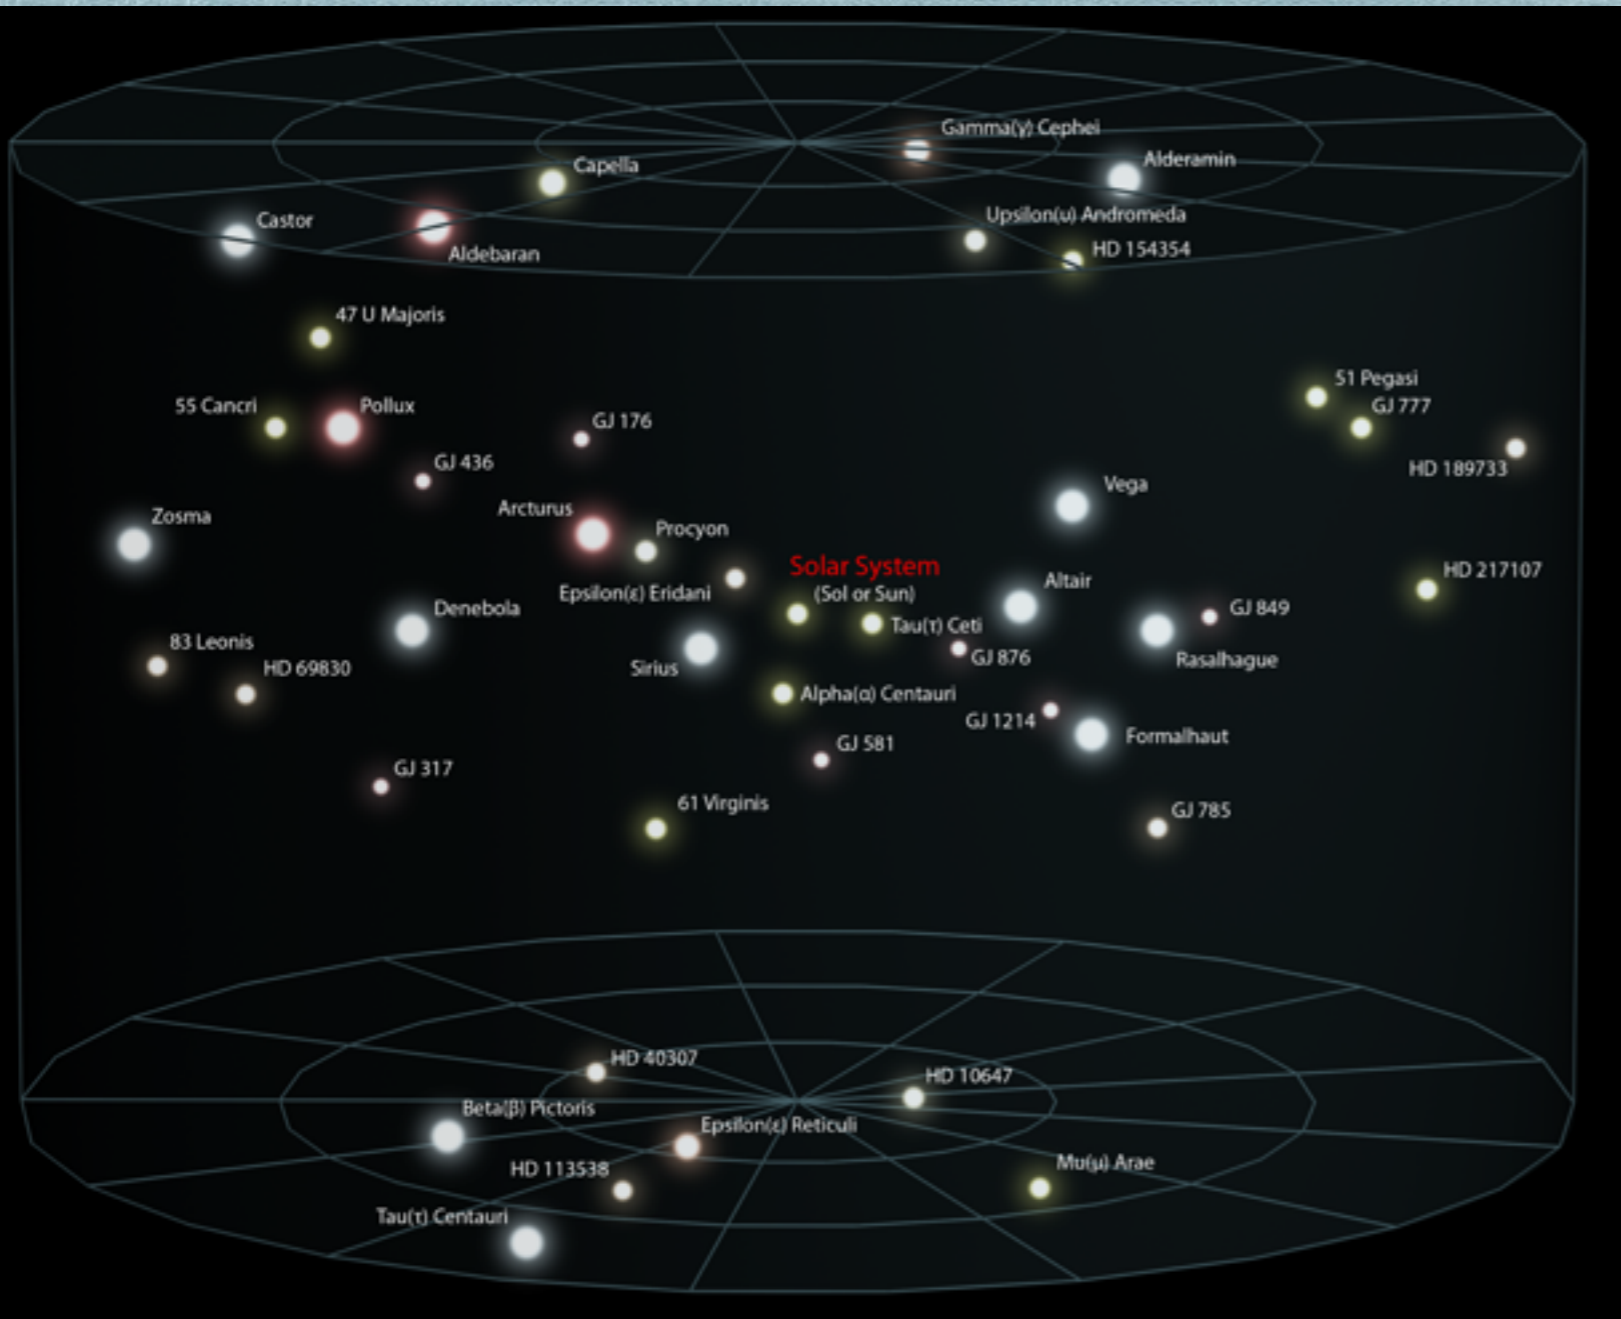 Gamma(γ) Cephei
Alderamin
Capella
Castor
Upsilon(υ) Andromeda
HD 154354
Aldebaran
47 U Majoris
51 Pegasi
55 Cancri
Pollux
GJ 777
GJ 176
GJ 436
HD 189733
Vega
Arcturus
Zosma
Procyon
Solar System
(Sol or Sun)
HD 217107
Altair
Epsilon(ε) Eridani
Denebola
GJ 849
Tau(τ) Ceti
83 Leonis
GJ 876
Rasalhague
HD 69830
Sirius
Alpha(α) Centauri
GJ 1214
Formalhaut
GJ 581
GJ 317
61 Virginis
GJ 785
HD 40307
HD 10647
Beta(β) Pictoris
Epsilon(ε) Reticuli
Mu(μ) Arae
HD 113538
Tau(τ) Centauri